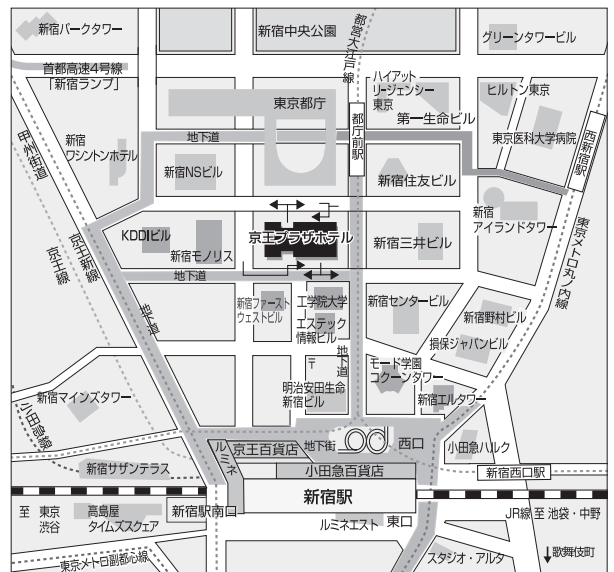 新宿パークタワー
新宿中央公園
都営大江戸線
グリーンタワービル
首都高速4号線
「新宿ランプ」
ハイアット
リージェンシー
東京
ヒルトン東京
東京都庁
第一生命ビル
甲州街道
新宿
ワシントンホテル
地下道
都庁前駅
東京医科大学病院
西新宿駅
新宿NSビル
新宿住友ビル
新宿
アイランドタワー
KDDIビル
新宿モノリス
京王プラザホテル
新宿三井ビル
京王新線
京王線
地下道
東京メトロ丸ノ内線
地下道
新宿ファースト
ウェストビル
工学院大学
エステック
情報ビル
新宿センタービル
新宿野村ビル
損保ジャパンビル
〒
地下道
モード学園
コクーンタワー
新宿マインズタワー
明治安田生命
新宿ビル
新宿エルタワー
小田急線
ルミネ
京王百貨店
地下街
西口
小田急ハルク
新宿サザンテラス
小田急百貨店
新宿西口駅
新宿駅
至 東京
渋谷
高島屋
タイムズスクェア
新宿駅南口
ルミネエスト
東口
JR線 至 池袋・中野
東京メトロ副都心線
スタジオ・アルタ
↓歌舞伎町